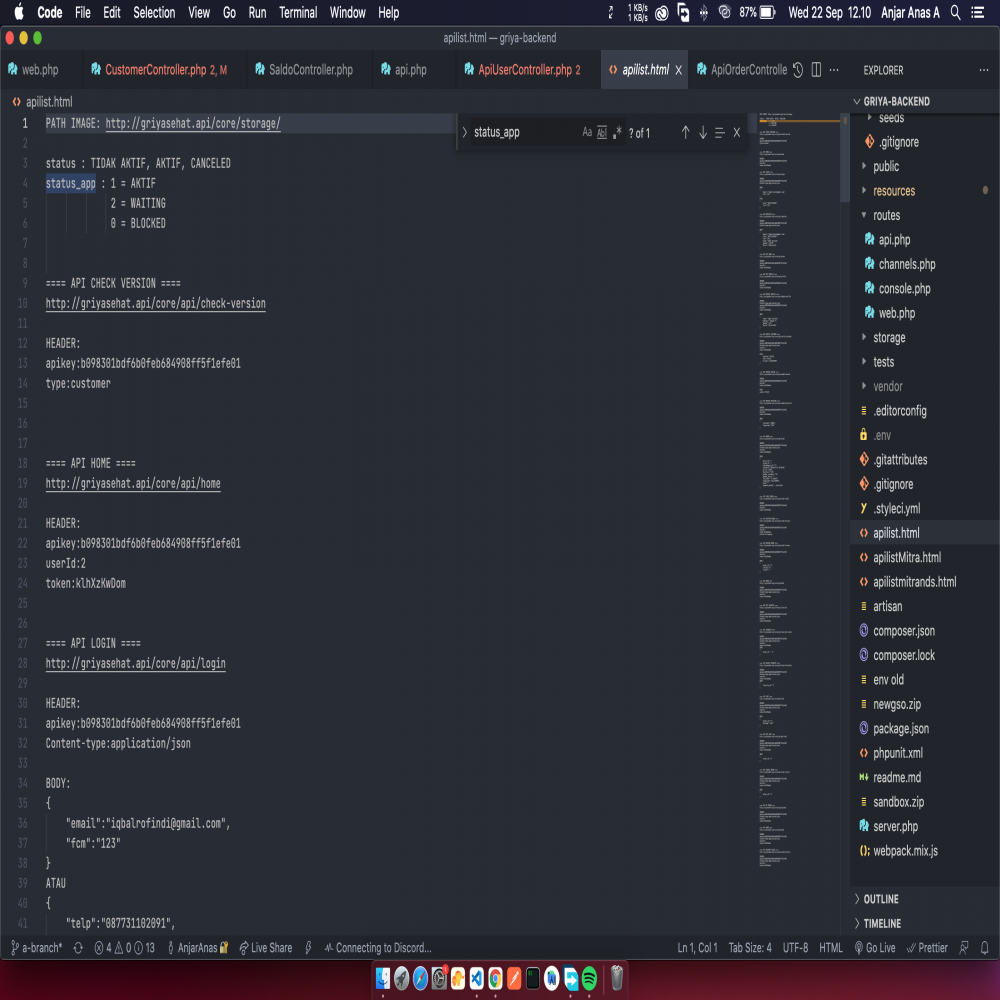 Code File Edit Selection View Go Run Terminal Window Help
1 KB/s
1 KB/s
87%
Wed 22 Sep 12.10 Anjar Anas A
apilist.html — griya-backend
web.php
CustomerController.php 2, M
SaldoController.php
api.php
ApiUserController.php 2
apilist.html
ApiOrderControlle
EXPLORER
apilist.html
status_app
Aa Ab
? of 1
1 PATH IMAGE: http://griyasehat.api/core/storage/
2
3 status : TIDAK AKTIF, AKTIF, CANCELED
4 status_app : 1 = AKTIF
5 2 = WAITING
6 0 = BLOCKED
7
8
9 ==== API CHECK VERSION ====
10 http://griyasehat.api/core/api/check-version
11
12 HEADER:
13 apikey:b098301bdf6b0feb684908ff5f1efe01
14 type:customer
15
16
17
18 ==== API HOME ====
19 http://griyasehat.api/core/api/home
20
21 HEADER:
22 apikey:b098301bdf6b0feb684908ff5f1efe01
23 userId:2
24 token:klhXzKwDom
25
26
27 ==== API LOGIN ====
28 http://griyasehat.api/core/api/login
29
30 HEADER:
31 apikey:b098301bdf6b0feb684908ff5f1efe01
32 Content-type:application/json
33
34 BODY:
35 {
36 "email":"iqbalrofindi@gmail.com",
37 "fcm":"123"
38 }
39 ATAU
40 {
41 "telp":"087731102091",
GRIYA-BACKEND
seeds
.gitignore
public
resources
routes
api.php
channels.php
console.php
web.php
storage
tests
vendor
.editorconfig
.env
.gitattributes
.gitignore
.styleci.yml
apilist.html
apilistMitra.html
apilistmitrands.html
artisan
composer.json
composer.lock
env old
newgso.zip
package.json
phpunit.xml
readme.md
sandbox.zip
server.php
webpack.mix.js
OUTLINE
TIMELINE
a-branch*
4 0 13
AnjarAnas
Live Share
Connecting to Discord...
Ln 1, Col 1
Tab Size: 4
UTF-8
HTML
Go Live
Prettier